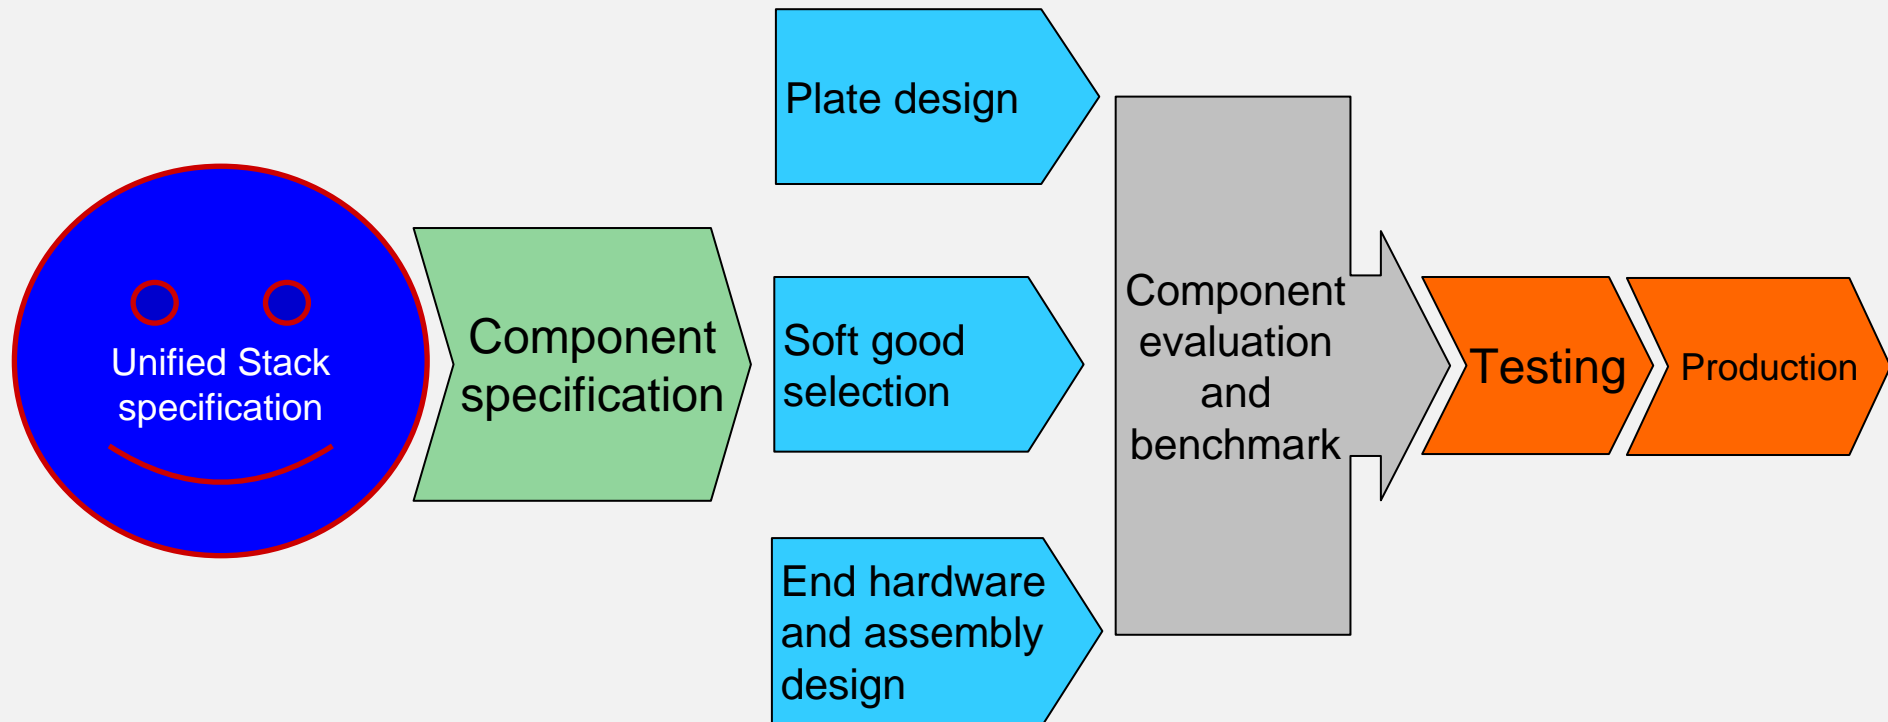 Unified Stack
specification
Component
specification
Plate design
Soft good
selection
End hardware
and assembly
design
Component
evaluation
and
benchmark
Testing
Production